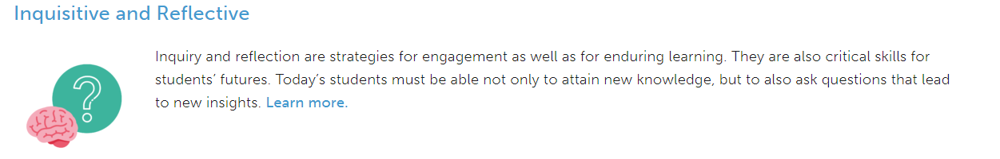 Inquisitive and Reflective
Inquiry and reflection are strategies for engagement as well as for enduring learning. They are also critical skills for
students’ futures. Today’s students must be able not only to attain new knowledge, but to also ask questions that lead
to new insights. Learn more.
?